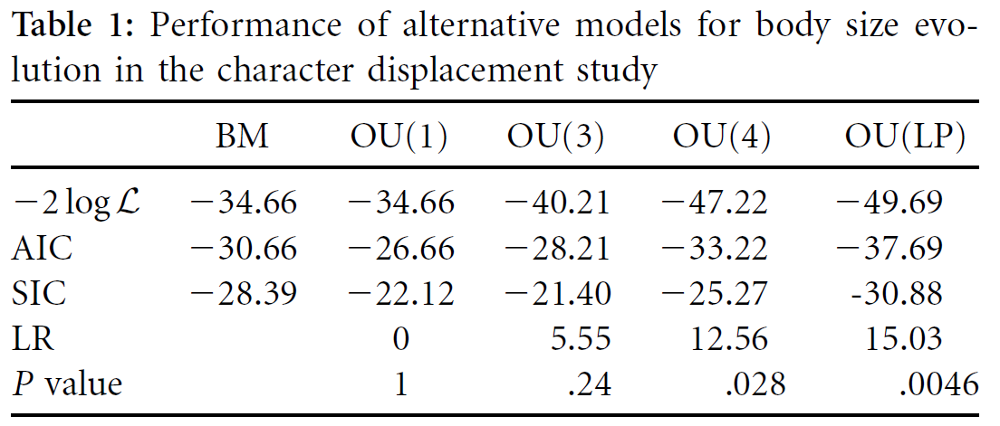 Table 1: Performance of alternative models for body size evo-
lution in the character displacement study
BM OU(1) OU(3) OU(4) OU(LP)
−2 log ℒ −34.66 −34.66 −40.21 −47.22 −49.69
AIC −30.66 −26.66 −28.21 −33.22 −37.69
SIC −28.39 −22.12 −21.40 −25.27 -30.88
LR 0 5.55 12.56 15.03
P value 1 .24 .028 .0046